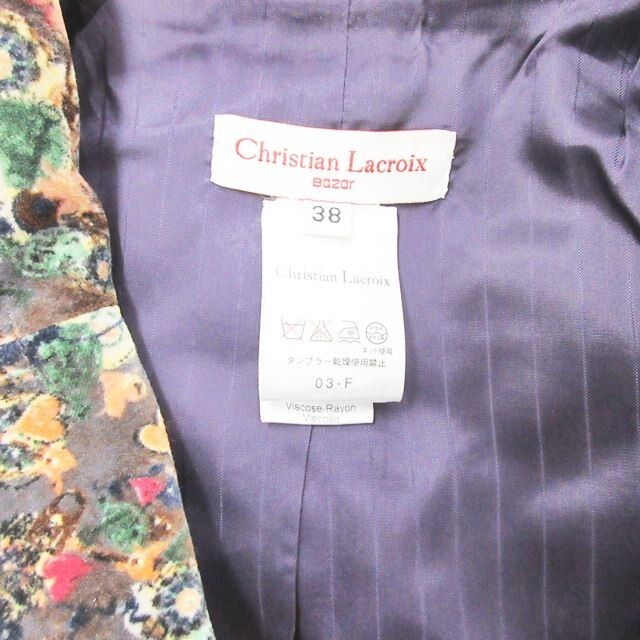 Christian Lacroix
Bazar
38
Christian Lacroix
ネット使用
タンブラー乾燥使用禁止
03-F
Viscose-Rayon